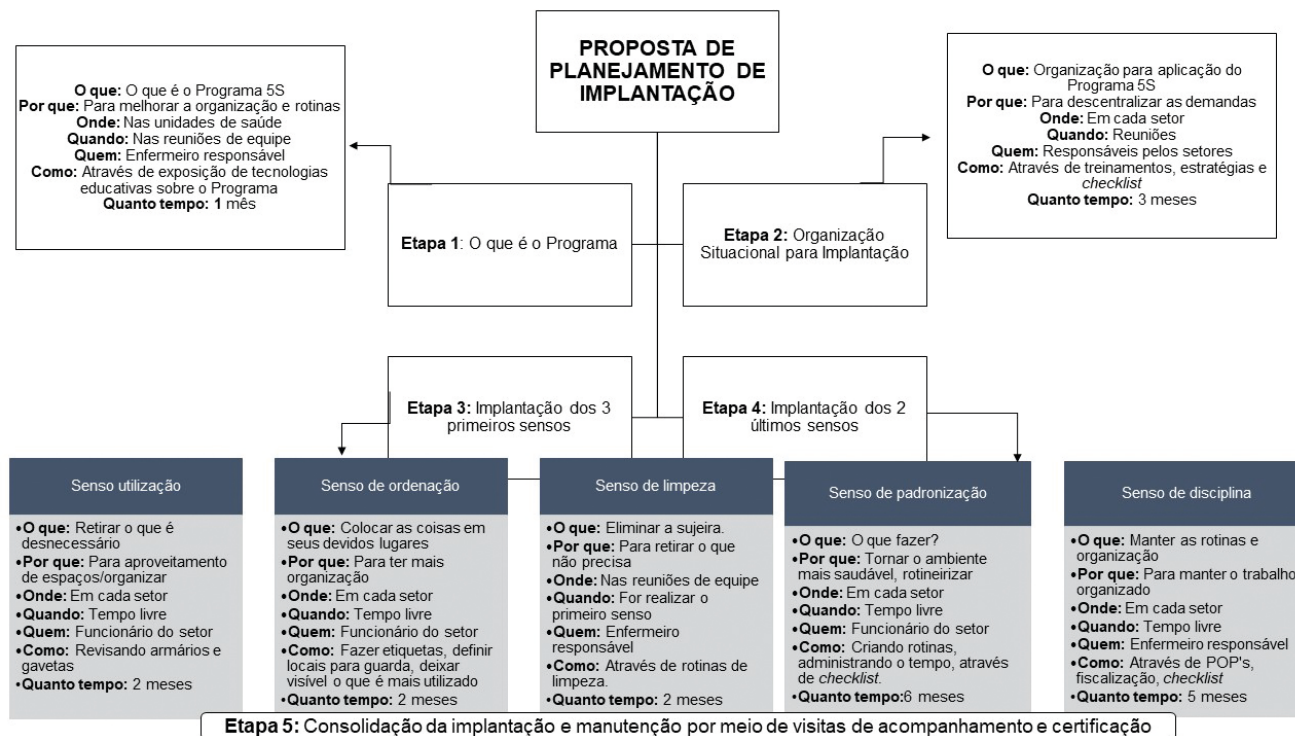 PROPOSTA DE
PLANEJAMENTO DE
IMPLANTAÇÃO
O que: O que é o Programa 5S
Por que: Para melhorar a organização e rotinas
Onde: Nas unidades de saúde
Quando: Nas reuniões de equipe
Quem: Enfermeiro responsável
Como: Através de exposição de tecnologias
educativas sobre o Programa
Quanto tempo: 1 mês
O que: Organização para aplicação do
Programa 5S
Por que: Para descentralizar as demandas
Onde: Em cada setor
Quando: Reuniões
Quem: Responsáveis pelos setores
Como: Através de treinamentos, estratégias e
checklist
Quanto tempo: 3 meses
Etapa 1: O que é o Programa
Etapa 2: Organização
Situacional para Implantação
Etapa 3: Implantação dos 3
primeiros sensos
Etapa 4: Implantação dos 2
últimos sensos
Senso utilização
•O que: Retirar o que é
desnecessário
•Por que: Para aproveitamento
de espaços/organizar
•Onde: Em cada setor
•Quando: Tempo livre
•Quem: Funcionário do setor
•Como: Revisando armários e
gavetas
•Quanto tempo: 2 meses
Senso de ordenação
•O que: Colocar as coisas em
seus devidos lugares
•Por que: Para ter mais
organização
•Onde: Em cada setor
•Quando: Tempo livre
•Quem: Funcionário do setor
•Como: Fazer etiquetas, definir
locais para guarda, deixar
visível o que é mais utilizado
•Quanto tempo: 2 meses
Senso de limpeza
•O que: Eliminar a sujeira.
•Por que: Para retirar o que
não precisa
•Onde: Nas reuniões de equipe
•Quando: For realizar o
primeiro senso
•Quem: Enfermeiro
responsável
•Como: Através de rotinas de
limpeza.
•Quanto tempo: 2 meses
Senso de padronização
•O que: O que fazer?
•Por que: Tornar o ambiente
mais saudável, rotineirizar
•Onde: Em cada setor
•Quando: Tempo livre
•Quem: Funcionário do setor
•Como: Criando rotinas,
administrando o tempo, através
de checklist.
•Quanto tempo:6 meses
Senso de disciplina
•O que: Manter as rotinas e
organização
•Por que: Para manter o trabalho
organizado
•Onde: Em cada setor
•Quando: Tempo livre
•Quem: Enfermeiro responsável
•Como: Através de POP's,
fiscalização, checklist
•Quanto tempo: 5 meses
Etapa 5: Consolidação da implantação e manutenção por meio de visitas de acompanhamento e certificação